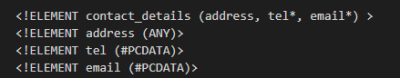 <!ELEMENT contact_details (address, tel*, email*) >
<!ELEMENT address (ANY)>
<!ELEMENT tel (#PCDATA)>
<!ELEMENT email (#PCDATA)>